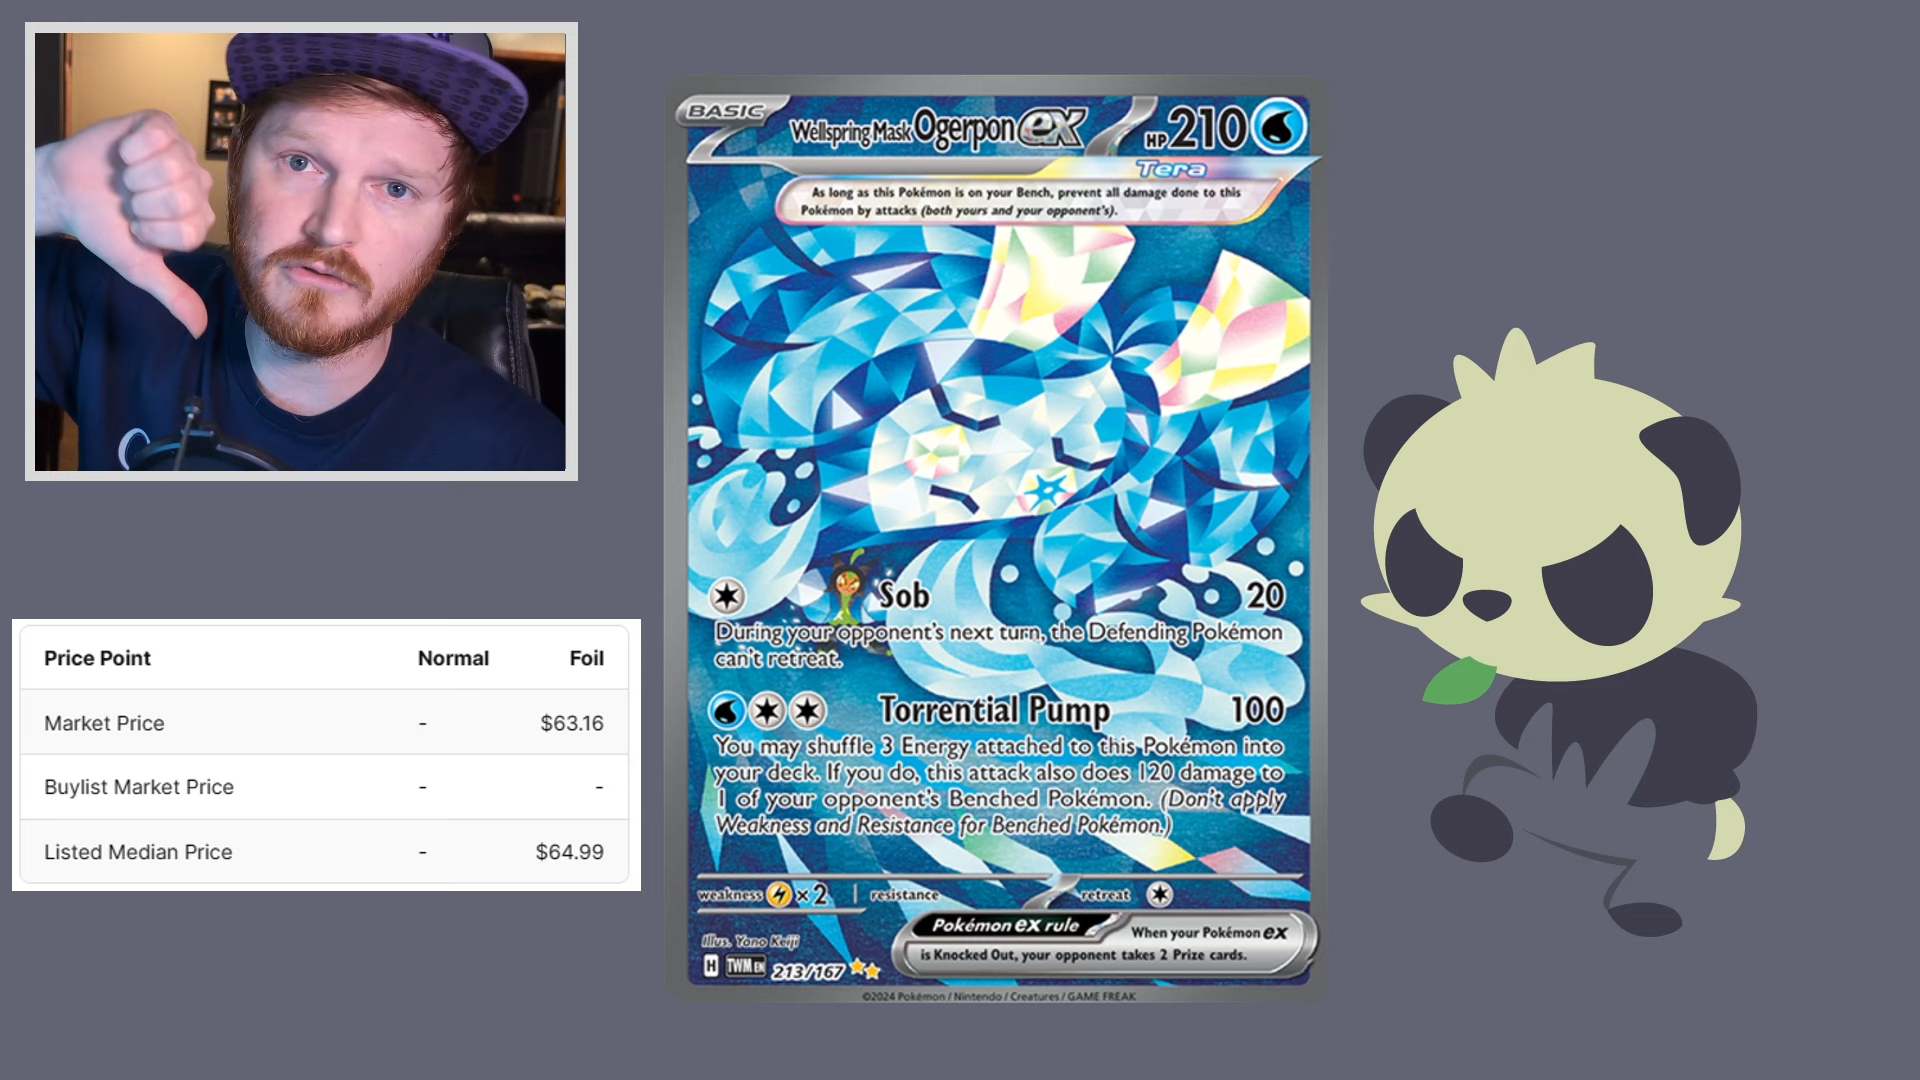 BASIC
Wellspring Mask Ogerpon ex HP 210
Tera
As long as this Pokémon is on your Bench, prevent all damage done to this
Pokémon by attacks (both yours and your opponent's).
Sob 20
During your opponent's next turn, the Defending Pokémon
can't retreat.
Torrential Pump 100
You may shuffle 3 Energy attached to this Pokémon into
your deck. If you do, this attack also does 120 damage to
1 of your opponent's Benched Pokémon. (Don't apply
Weakness and Resistance for Benched Pokémon.)
weakness ×2 resistance retreat
Pokémon ex rule When your Pokémon ex
is Knocked Out, your opponent takes 2 Prize cards.
Illus. Yano Keiji
H TWM EN 213/167
©2024 Pokémon / Nintendo / Creatures / GAME FREAK
Price Point Normal Foil
Market Price - $63.16
Buylist Market Price - -
Listed Median Price - $64.99